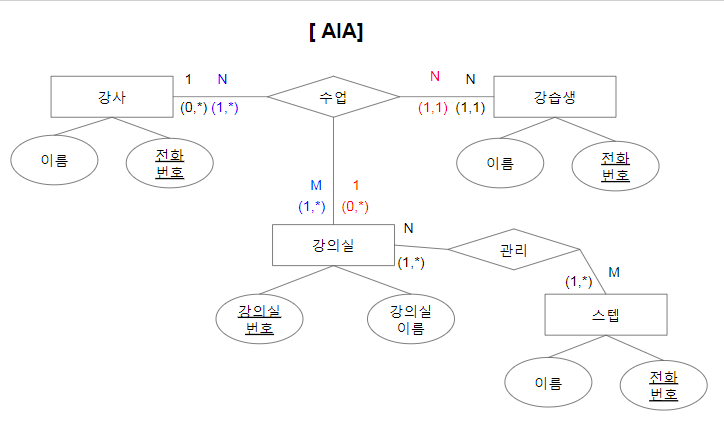 [ AIA]
1 N N N
강사 수업 강습생
(0,*) (1,*) (1,1) (1,1)
이름 전화
번호 이름 전화
번호
M 1
(1,*) (0,*)
N
강의실 관리
(1,*) (1,*) M
강의실
번호 강의실
이름
스텝
이름 전화
번호